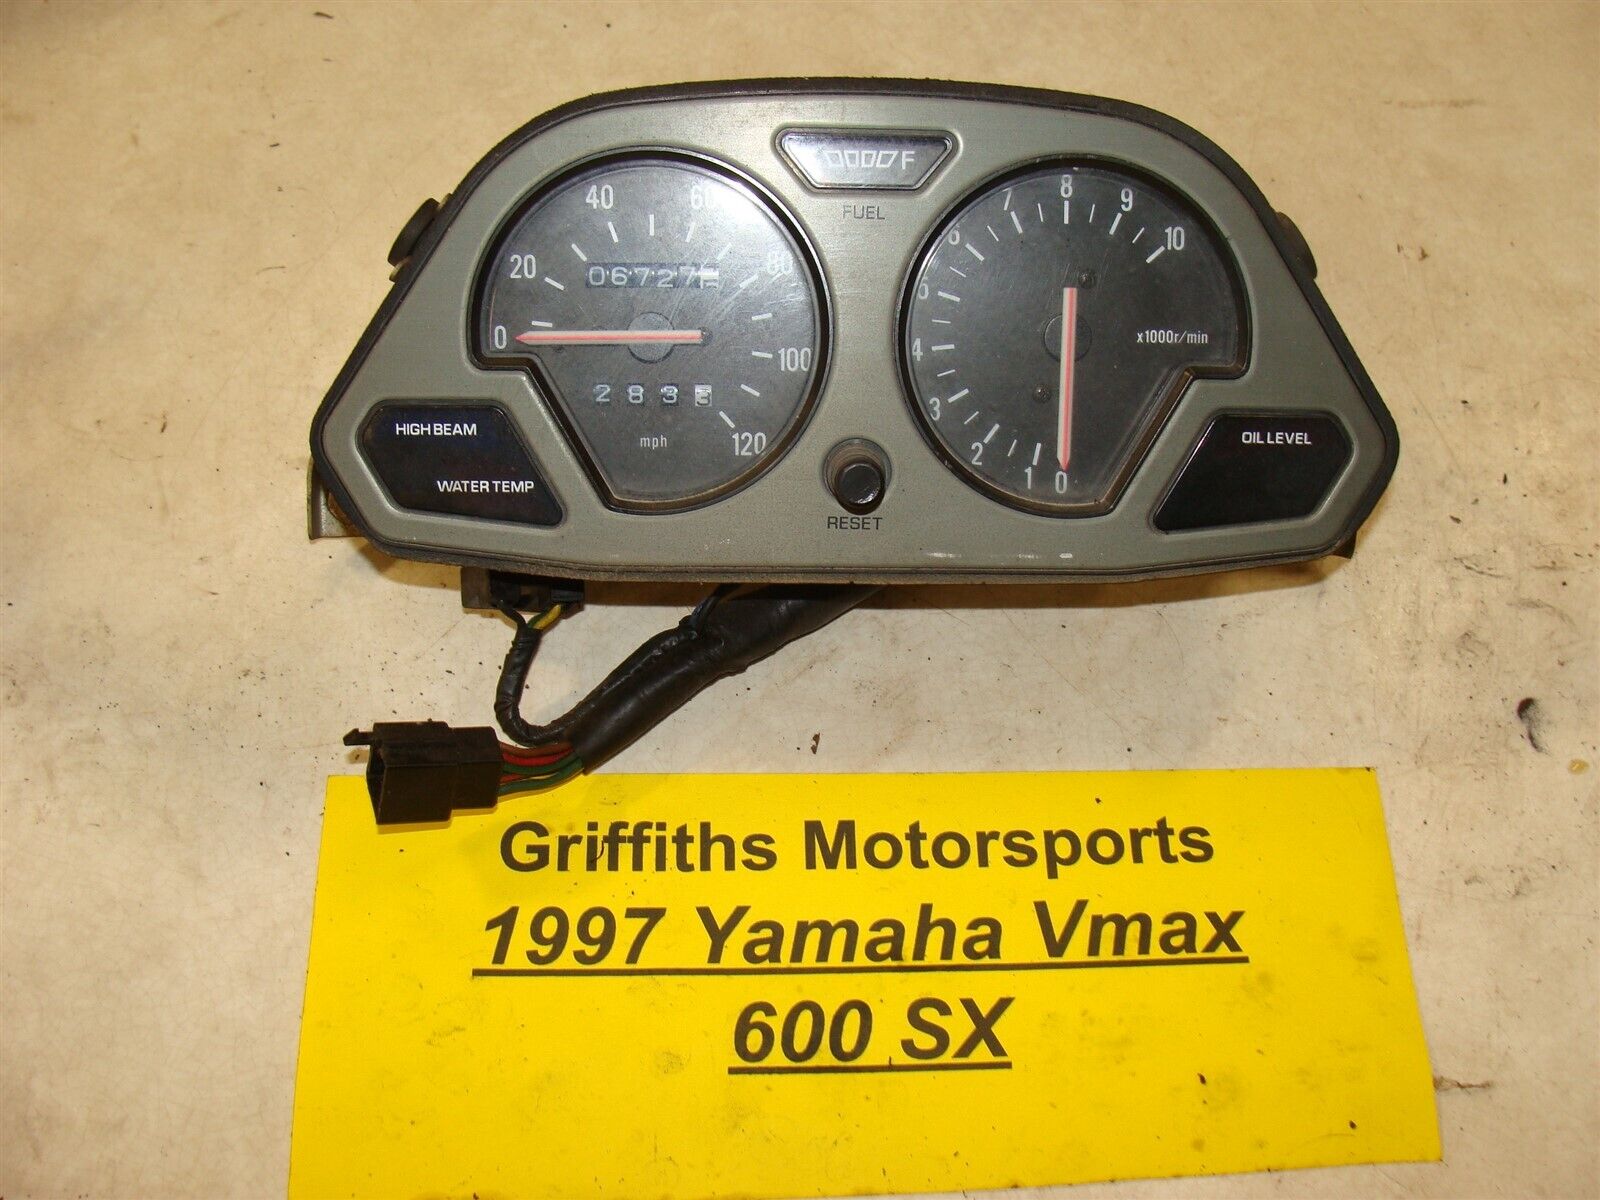 F
FUEL
20
40
60
80
100
120
0
06727
2833
mph
0
1
2
3
4
5
6
7
8
9
10
x1000r/min
HIGH BEAM
WATER TEMP
RESET
OIL LEVEL
Griffiths Motorsports
1997 Yamaha Vmax
600 SX